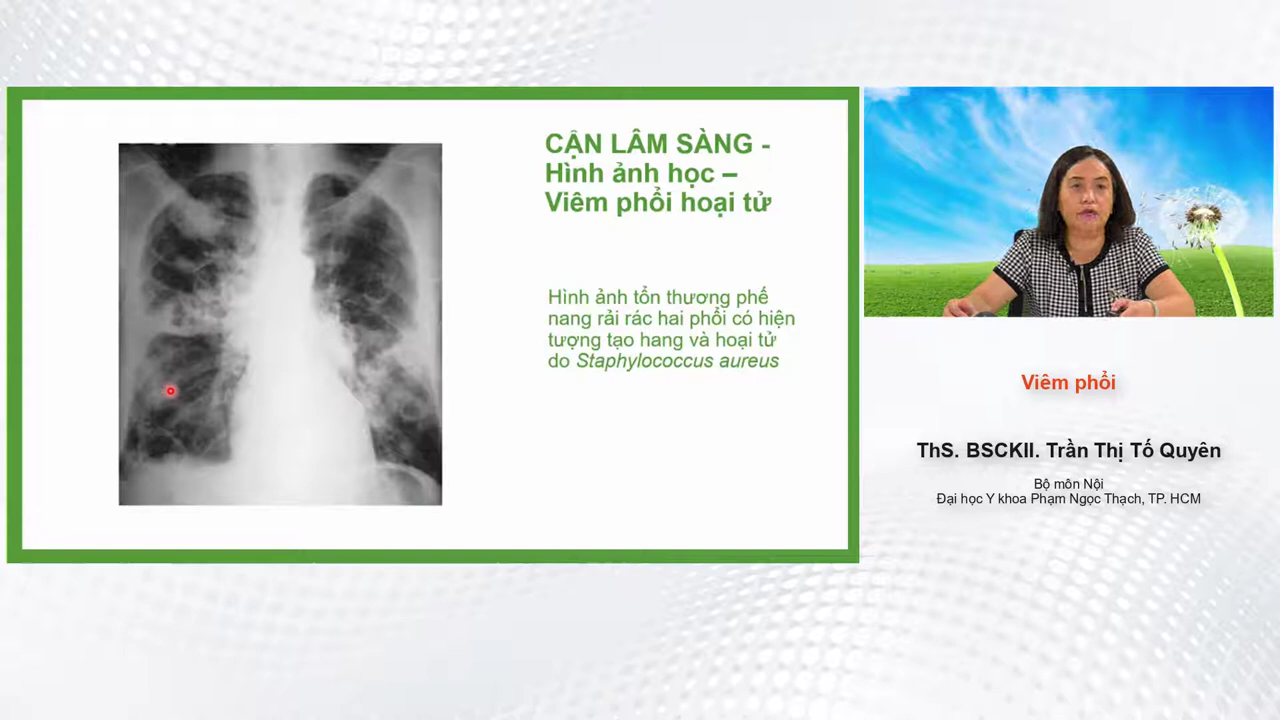 CẬN LÂM SÀNG -
Hình ảnh học –
Viêm phổi hoại tử
Hình ảnh tổn thương phế
nang rải rác hai phổi có hiện
tượng tạo hang và hoại tử
do Staphylococcus aureus
Viêm phổi
ThS. BSCKII. Trần Thị Tố Quyên
Bộ môn Nội
Đại học Y khoa Phạm Ngọc Thạch, TP. HCM